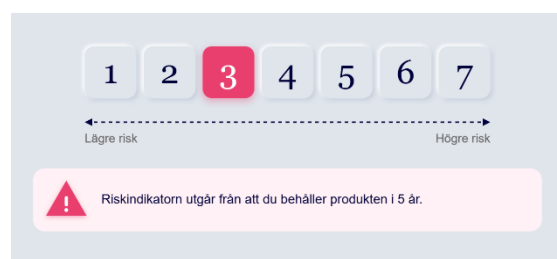 1 2 3 4 5 6 7
Lägre risk Högre risk
Riskindikatorn utgår från att du behåller produkten i 5 år.